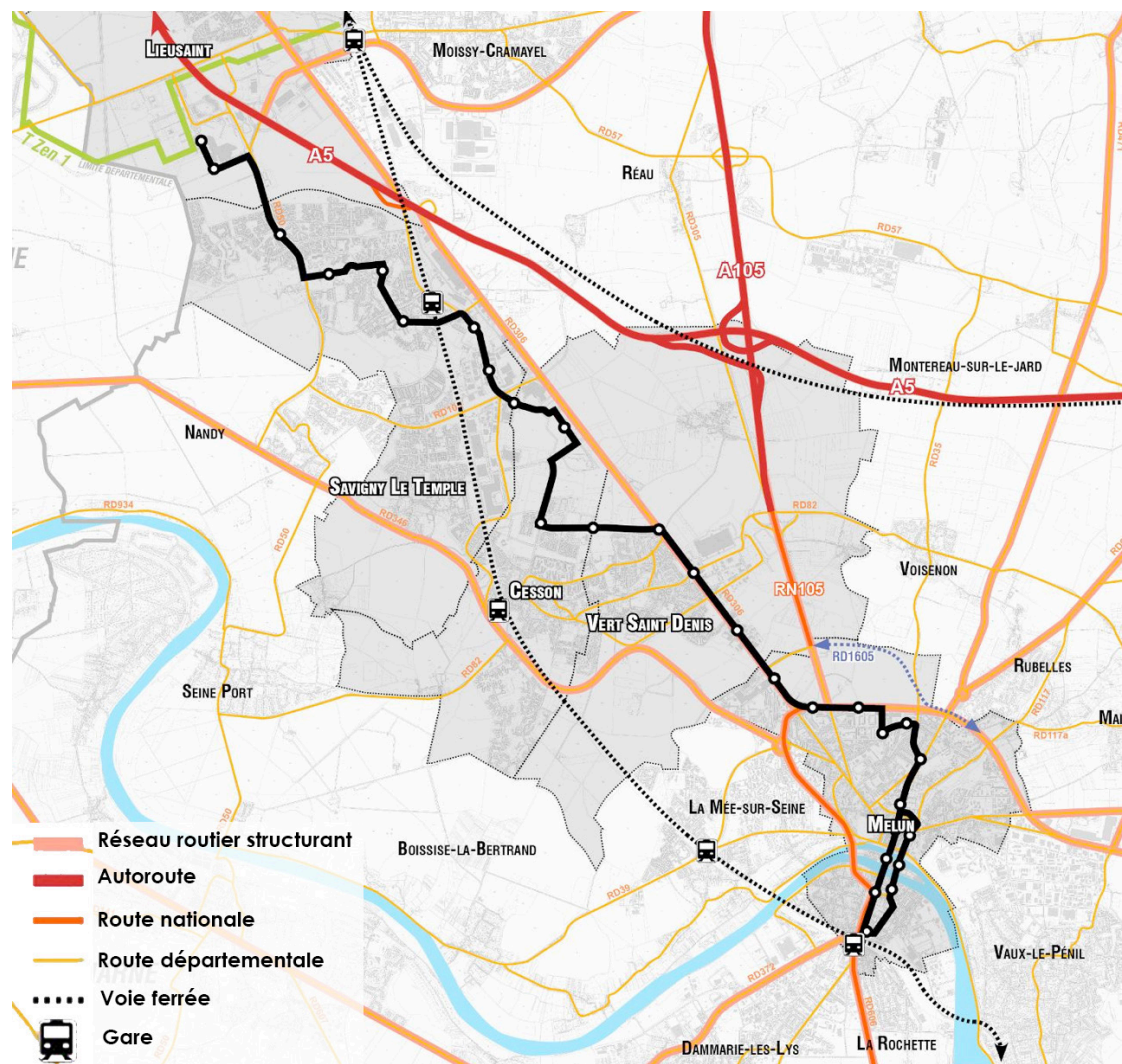 LIEUSAINT
MOISSY-CRAMAYEL
T Zen 1
LIMITE DÉPARTEMENTALE
A5
RD57
RÉAU
RD305
RD57
A105
RD306
MONTEREAU-SUR-LE-JARD
A5
NANDY
RD35
SAVIGNY LE TEMPLE
RD934
RD50
RD346
RD82
VOISENON
CESSON
RN105
VERT SAINT DENIS
RD306
RD1605
RUBELLES
SEINE PORT
RD82
RD117
RD117a
LA MÉE-SUR-SEINE
MELUN
BOISSISE-LA-BERTRAND
RD39
VAUX-LE-PÉNIL
RD372
DAMMARIE-LES-LYS
LA ROCHETTE
Réseau routier structurant
Autoroute
Route nationale
Route départementale
Voie ferrée
Gare